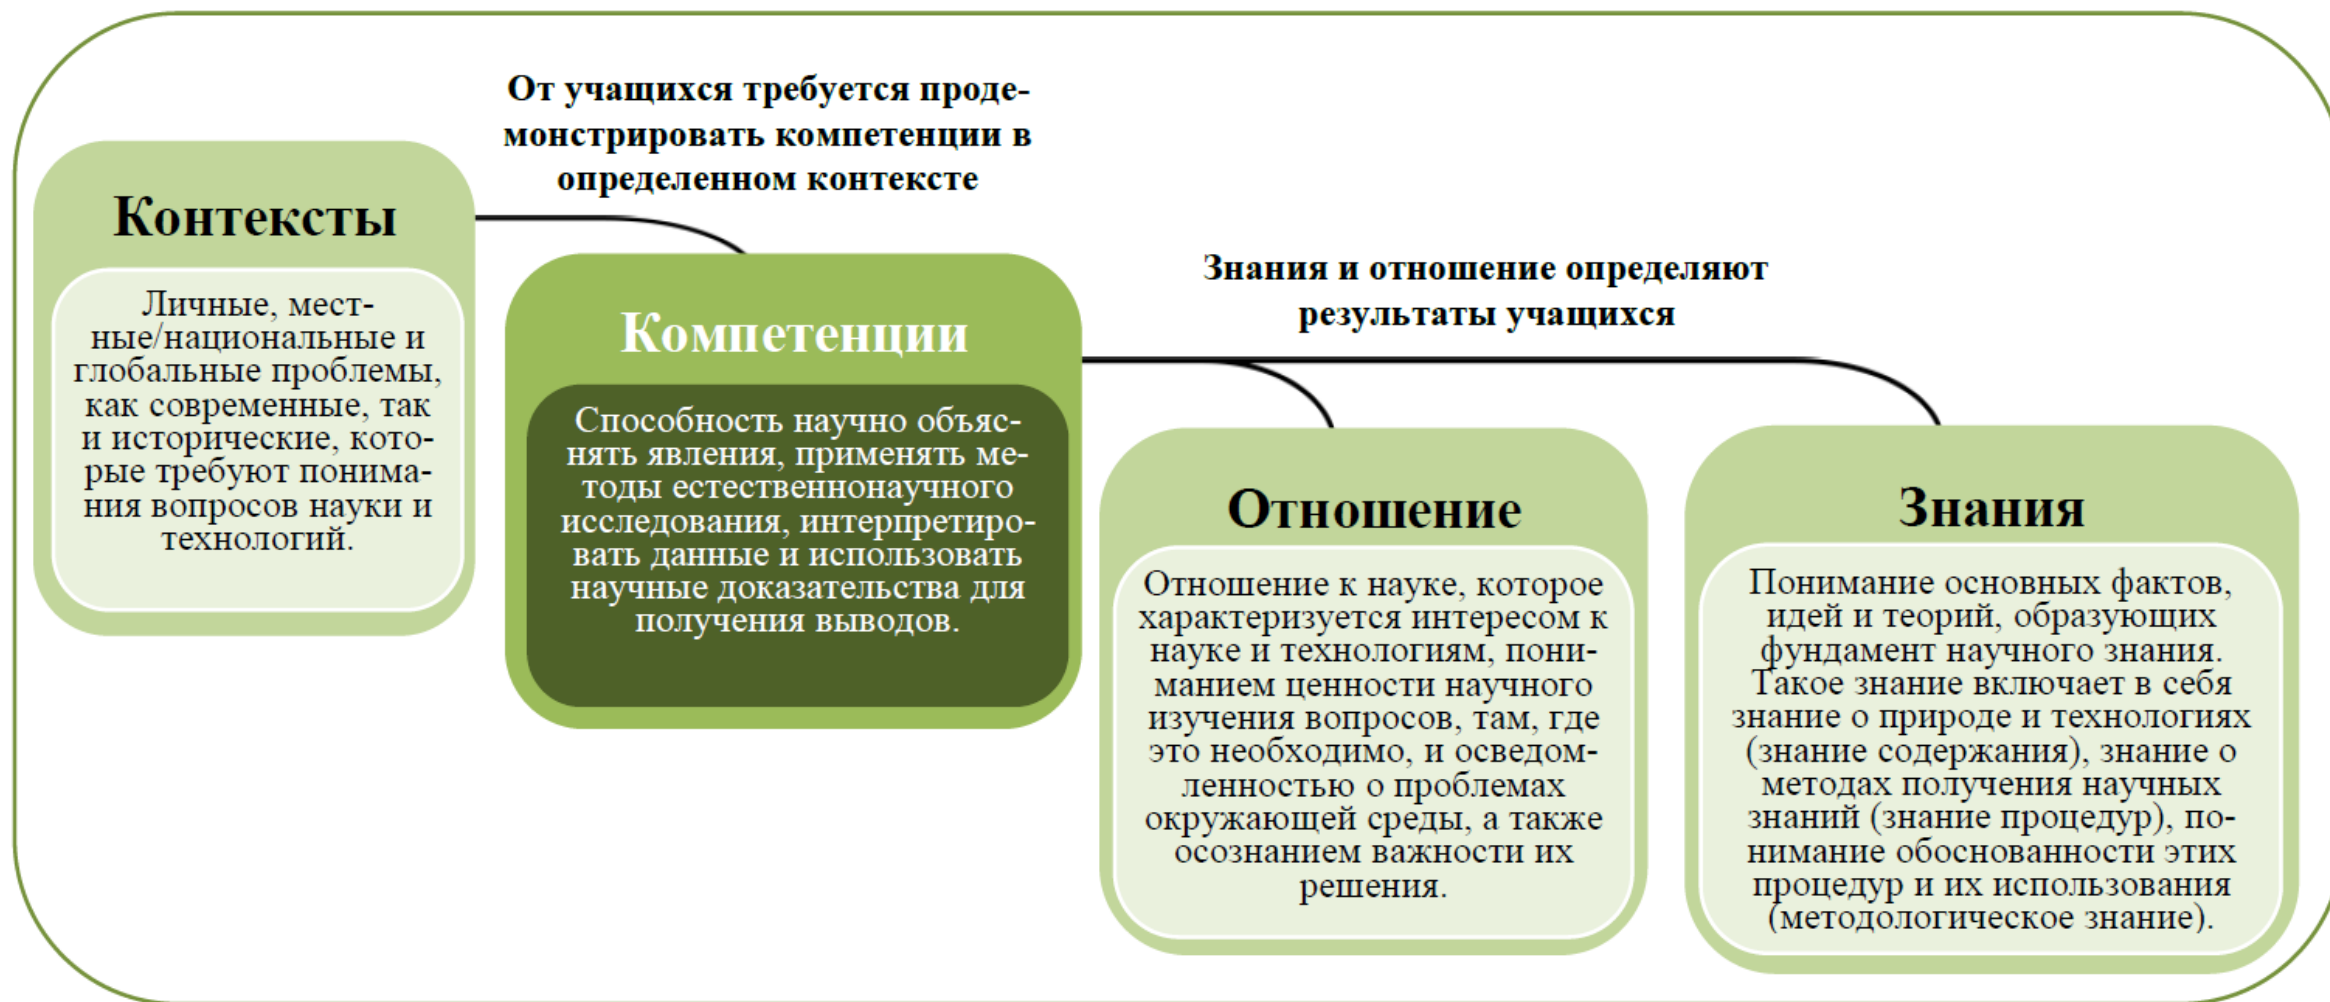 От учащихся требуется проде-
монстрировать компетенции в
определенном контексте
Контексты
Личные, мест-
ные/национальные и
глобальные проблемы,
как современные, так
и исторические, кото-
рые требуют понима-
ния вопросов науки и
технологий.
Компетенции
Способность научно объяс-
нять явления, применять ме-
тоды естественнонаучного
исследования, интерпретиро-
вать данные и использовать
научные доказательства для
получения выводов.
Знания и отношение определяют
результаты учащихся
Отношение
Отношение к науке, которое
характеризуется интересом к
науке и технологиям, пони-
манием ценности научного
изучения вопросов, там, где
это необходимо, и осведом-
ленностью о проблемах
окружающей среды, а также
осознанием важности их
решения.
Знания
Понимание основных фактов,
идей и теорий, образующих
фундамент научного знания.
Такое знание включает в себя
знание о природе и технологиях
(знание содержания), знание о
методах получения научных
знаний (знание процедур), по-
нимание обоснованности этих
процедур и их использования
(методологическое знание).